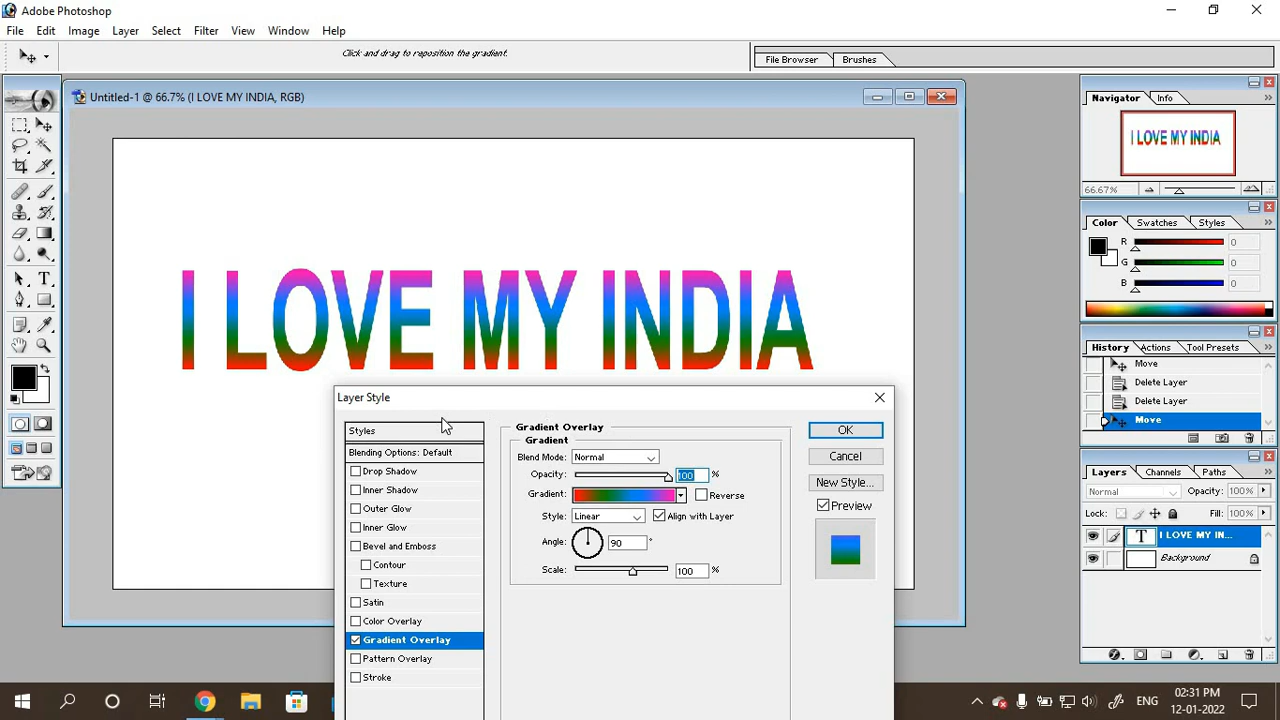 Adobe Photoshop
File Edit Image Layer Select Filter View Window Help
Click and drag to reposition the gradient.
File Browser Brushes
Untitled-1 @ 66.7% (I LOVE MY INDIA, RGB)
I LOVE MY INDIA
Navigator Info
I LOVE MY INDIA
66.67%
Color Swatches Styles
R 0
G 0
B 0
History Actions Tool Presets
Move
Delete Layer
Delete Layer
Move
Layers Channels Paths
Normal Opacity: 100%
Lock: Fill: 100%
T I LOVE MY IN...
Background
Layer Style
Styles
Blending Options: Default
Drop Shadow
Inner Shadow
Outer Glow
Inner Glow
Bevel and Emboss
Contour
Texture
Satin
Color Overlay
Gradient Overlay
Pattern Overlay
Stroke
Gradient Overlay
Gradient
Blend Mode: Normal
Opacity: 100 %
Gradient: Reverse
Style: Linear Align with Layer
Angle: 90 °
Scale: 100 %
OK
Cancel
New Style...
Preview
ENG
02:31 PM
12-01-2022